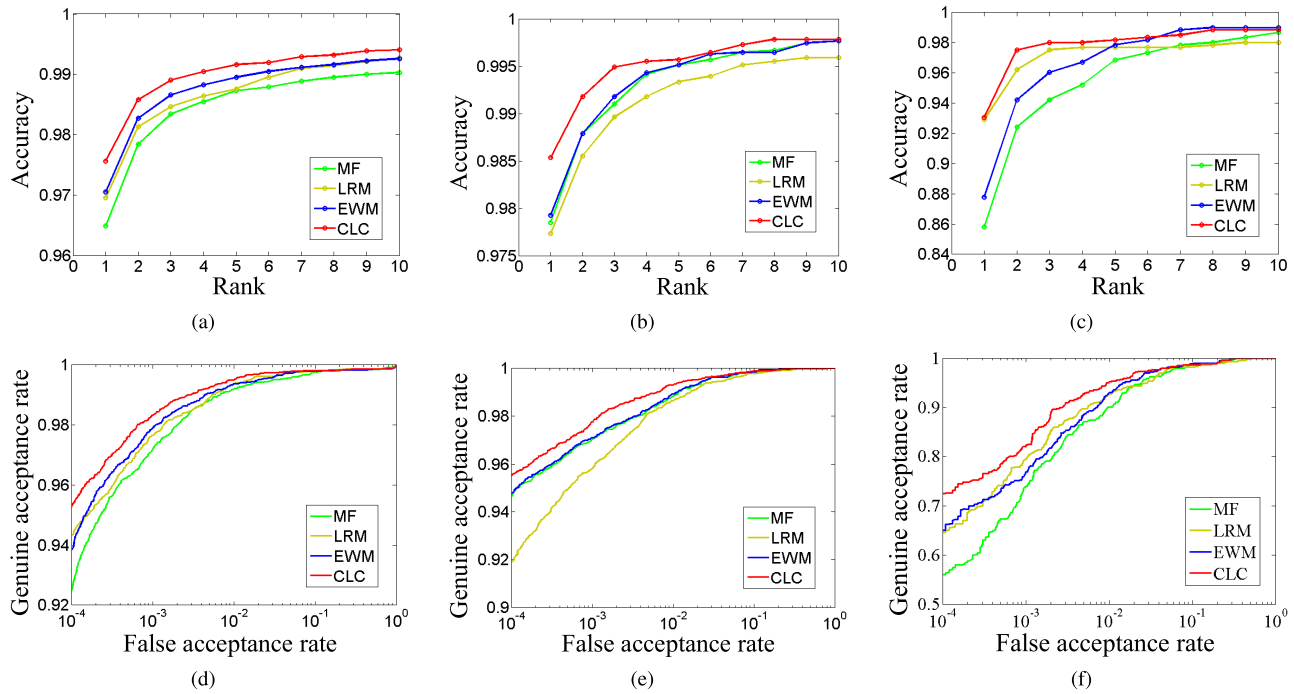 1
0.99
0.98
0.97
0.96
0 1 2 3 4 5 6 7 8 9 10
Accuracy
Rank
MF
LRM
EWM
CLC
(a)
1
0.995
0.99
0.985
0.98
0.975
0 1 2 3 4 5 6 7 8 9 10
Accuracy
Rank
MF
LRM
EWM
CLC
(b)
1
0.98
0.96
0.94
0.92
0.9
0.88
0.86
0.84
0 1 2 3 4 5 6 7 8 9 10
Accuracy
Rank
MF
LRM
EWM
CLC
(c)
1
0.98
0.96
0.94
0.92
10^-4 10^-3 10^-2 10^-1 10^0
Genuine acceptance rate
False acceptance rate
MF
LRM
EWM
CLC
(d)
1
0.98
0.96
0.94
0.92
0.9
10^-4 10^-3 10^-2 10^-1 10^0
Genuine acceptance rate
False acceptance rate
MF
LRM
EWM
CLC
(e)
1
0.9
0.8
0.7
0.6
0.5
10^-4 10^-3 10^-2 10^-1 10^0
Genuine acceptance rate
False acceptance rate
MF
LRM
EWM
CLC
(f)